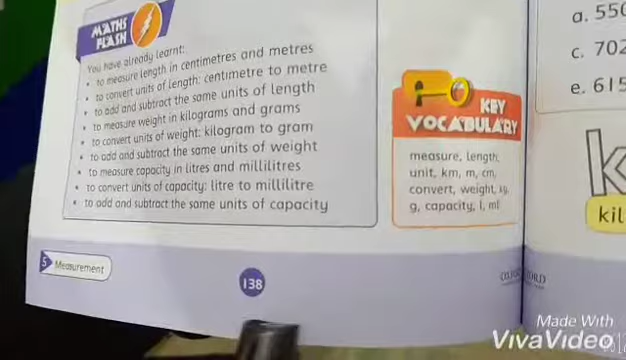 MATHS
FLASH
You have already learnt:
• to measure length in centimetres and metres
• to convert units of length: centimetre to metre
• to add and subtract the same units of length
• to measure weight in kilograms and grams
• to convert units of weight: kilogram to gram
• to add and subtract the same units of weight
• to measure capacity in litres and millilitres
• to convert units of capacity: litre to millilitre
• to add and subtract the same units of capacity
KEY
VOCABULARY
measure, length,
unit, km, m, cm,
convert, weight, kg,
g, capacity, l, ml
5 Measurement
138
a. 550
c. 702
e. 615
k
kil
Made With
VivaVideo